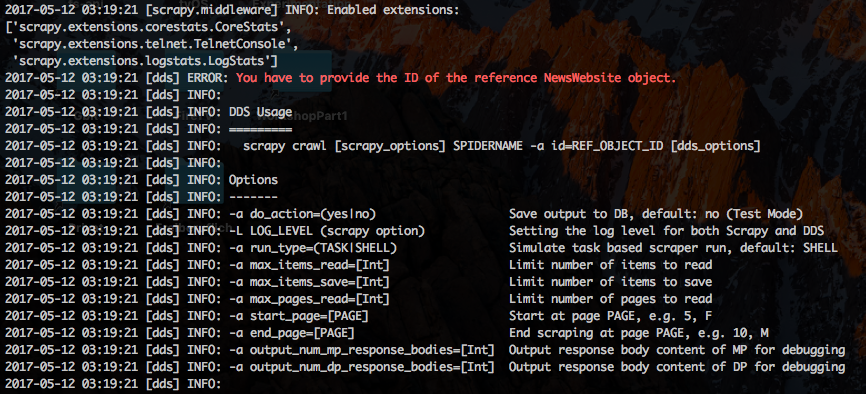 2017-05-12 03:19:21 [scrapy.middleware] INFO: Enabled extensions:
['scrapy.extensions.corestats.CoreStats',
 'scrapy.extensions.telnet.TelnetConsole',
 'scrapy.extensions.logstats.LogStats']
2017-05-12 03:19:21 [dds] ERROR: You have to provide the ID of the reference NewsWebsite object.
2017-05-12 03:19:21 [dds] INFO:
2017-05-12 03:19:21 [dds] INFO: DDS Usage
2017-05-12 03:19:21 [dds] INFO: =========
2017-05-12 03:19:21 [dds] INFO:   scrapy crawl [scrapy_options] SPIDERNAME -a id=REF_OBJECT_ID [dds_options]
2017-05-12 03:19:21 [dds] INFO:
2017-05-12 03:19:21 [dds] INFO: Options
2017-05-12 03:19:21 [dds] INFO: -------
2017-05-12 03:19:21 [dds] INFO: -a do_action=(yes|no)                   Save output to DB, default: no (Test Mode)
2017-05-12 03:19:21 [dds] INFO: -L LOG_LEVEL (scrapy option)            Setting the log level for both Scrapy and DDS
2017-05-12 03:19:21 [dds] INFO: -a run_type=(TASK|SHELL)                Simulate task based scraper run, default: SHELL
2017-05-12 03:19:21 [dds] INFO: -a max_items_read=[Int]                 Limit number of items to read
2017-05-12 03:19:21 [dds] INFO: -a max_items_save=[Int]                 Limit number of items to save
2017-05-12 03:19:21 [dds] INFO: -a max_pages_read=[Int]                 Limit number of pages to read
2017-05-12 03:19:21 [dds] INFO: -a start_page=[PAGE]                    Start at page PAGE, e.g. 5, F
2017-05-12 03:19:21 [dds] INFO: -a end_page=[PAGE]                      End scraping at page PAGE, e.g. 10, M
2017-05-12 03:19:21 [dds] INFO: -a output_num_mp_response_bodies=[Int]  Output response body content of MP for debugging
2017-05-12 03:19:21 [dds] INFO: -a output_num_dp_response_bodies=[Int]  Output response body content of DP for debugging
2017-05-12 03:19:21 [dds] INFO: